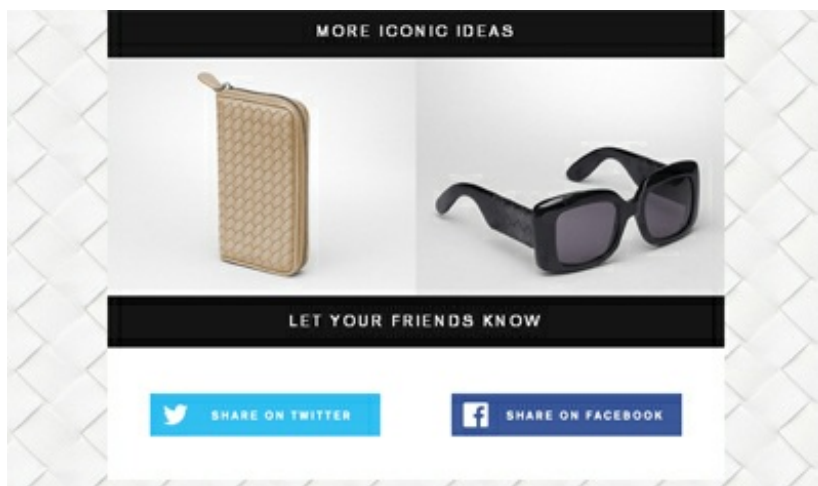 MORE ICONIC IDEAS
LET YOUR FRIENDS KNOW
SHARE ON TWITTER
SHARE ON FACEBOOK